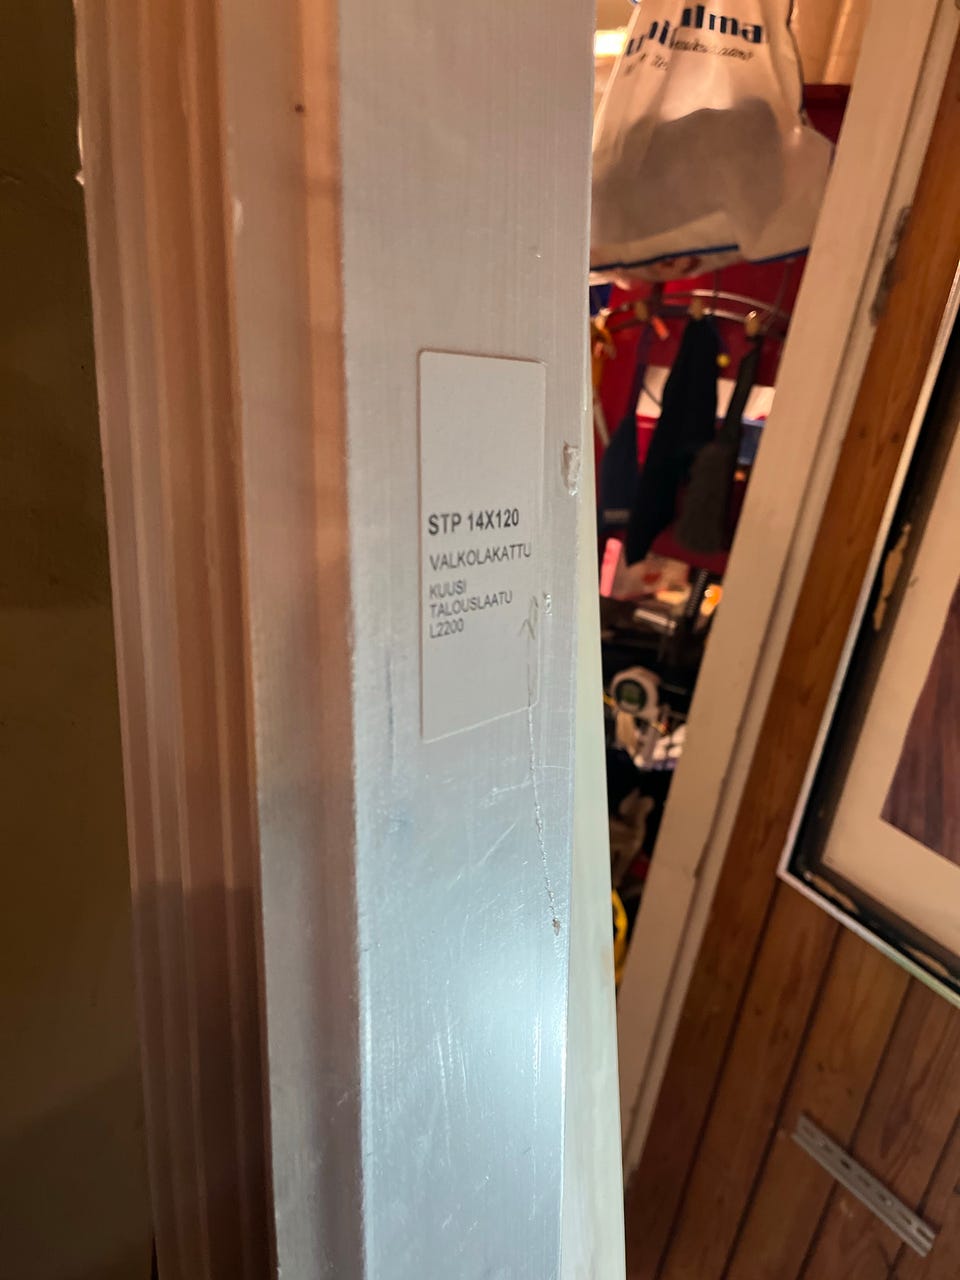 STP 14X120
VALKOLAKATTU
KUUSI
TALOUSLAATU
L2200